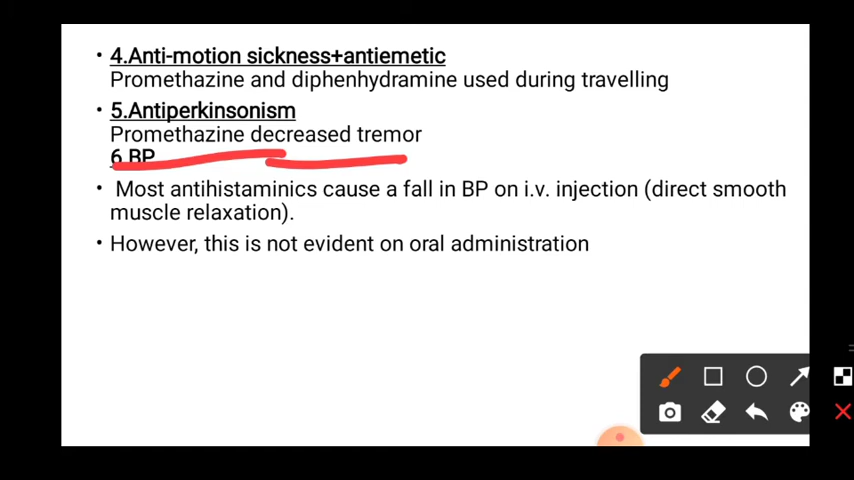 • 4.Anti-motion sickness+antiemetic
Promethazine and diphenhydramine used during travelling
• 5.Antiperkinsonism
Promethazine decreased tremor
6.BP
• Most antihistaminics cause a fall in BP on i.v. injection (direct smooth
muscle relaxation).
• However, this is not evident on oral administration